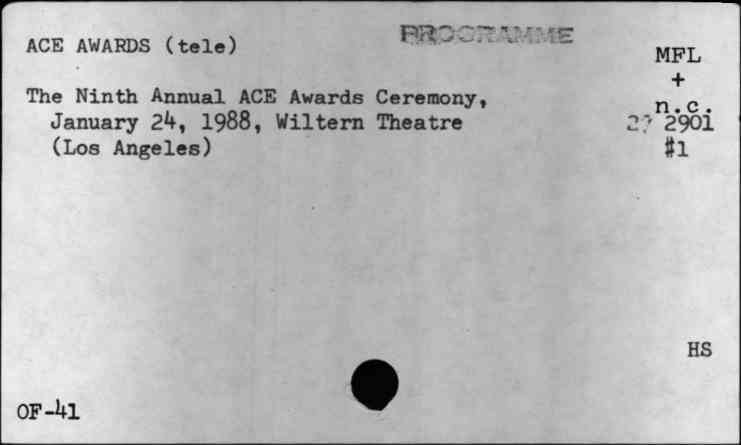 ACE AWARDS (tele)
PROGRAMME
MFL
+
n.c.
2901
#1
The Ninth Annual ACE Awards Ceremony,
January 24, 1988, Wiltern Theatre
(Los Angeles)
HS
OF-41